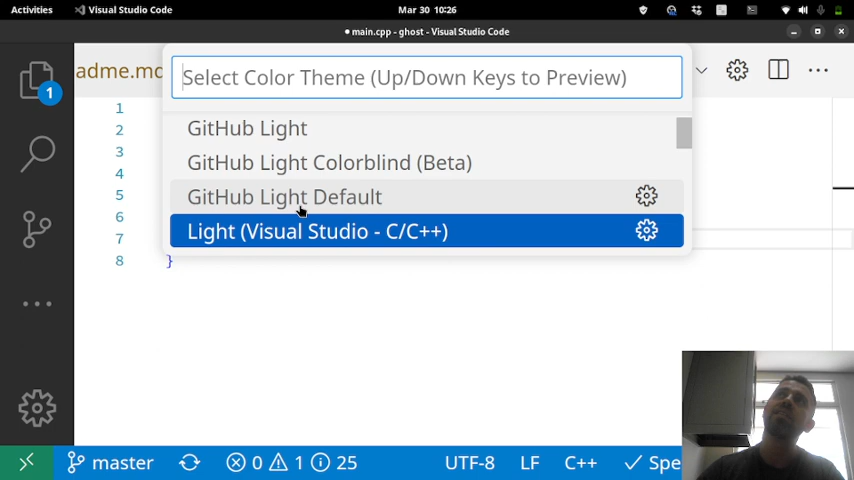 Activities Visual Studio Code Mar 30 10:26
● main.cpp - ghost - Visual Studio Code
adme.md
Select Color Theme (Up/Down Keys to Preview)
GitHub Light
GitHub Light Colorblind (Beta)
GitHub Light Default
Light (Visual Studio - C/C++)
1
2
3
4
5
6
7
8 }
1
master 0 1 25 UTF-8 LF C++ Spe